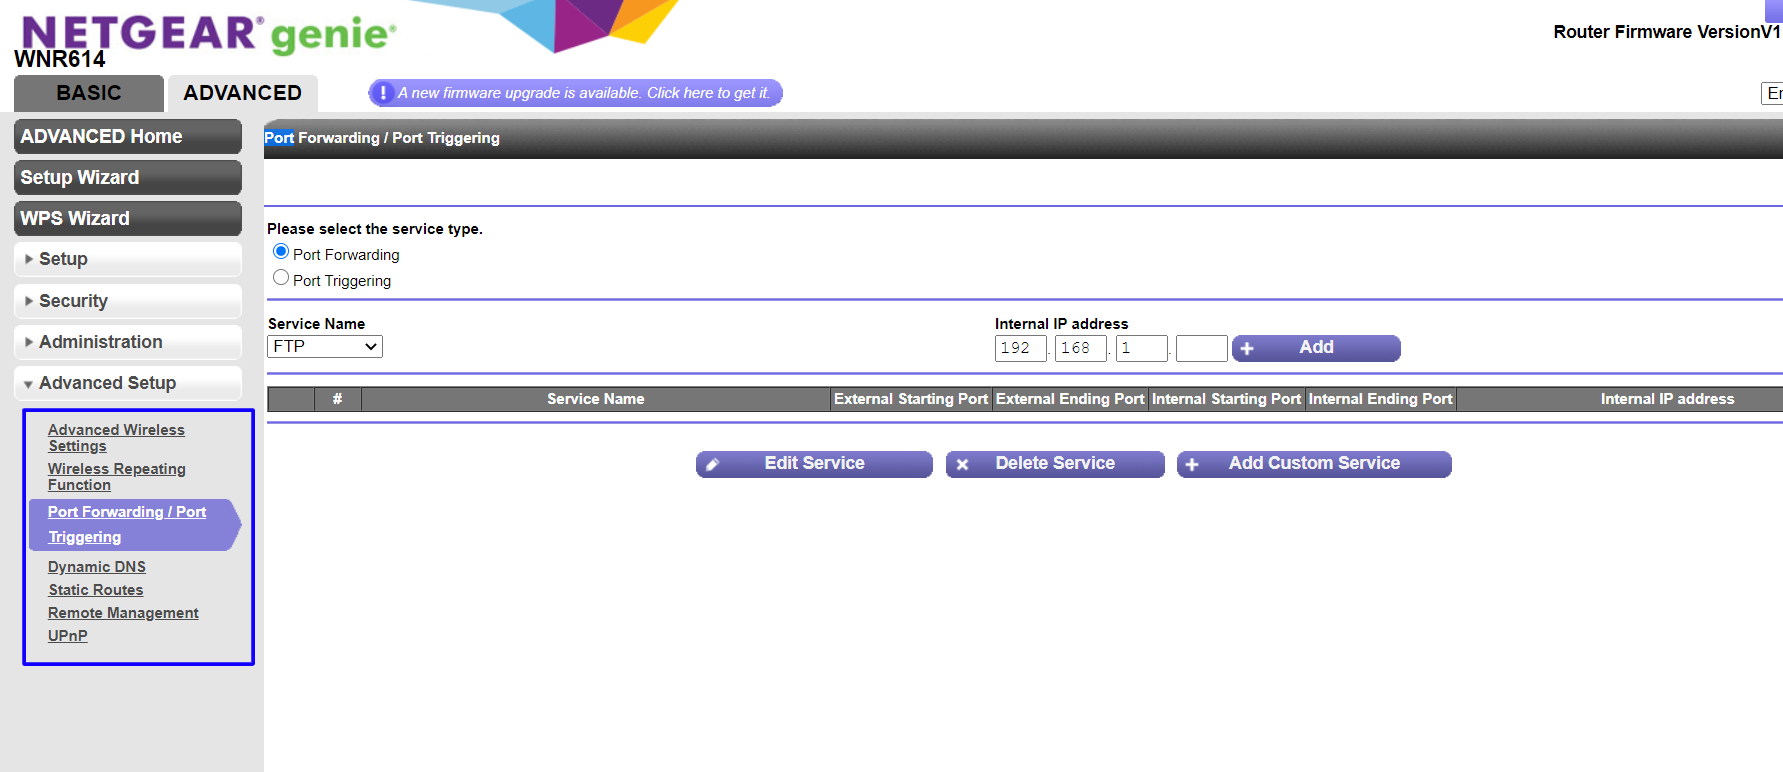 NETGEAR® genie®
WNR614
Router Firmware VersionV1
BASIC
ADVANCED
! A new firmware upgrade is available. Click here to get it.
ADVANCED Home
Setup Wizard
WPS Wizard
Setup
Security
Administration
Advanced Setup
Advanced Wireless
Settings
Wireless Repeating
Function
Port Forwarding / Port
Triggering
Dynamic DNS
Static Routes
Remote Management
UPnP
Port Forwarding / Port Triggering
Please select the service type.
Port Forwarding
Port Triggering
Service Name
FTP
Internal IP address
192 . 168 . 1 .
+ Add
# Service Name External Starting Port External Ending Port Internal Starting Port Internal Ending Port Internal IP address
Edit Service
Delete Service
+ Add Custom Service